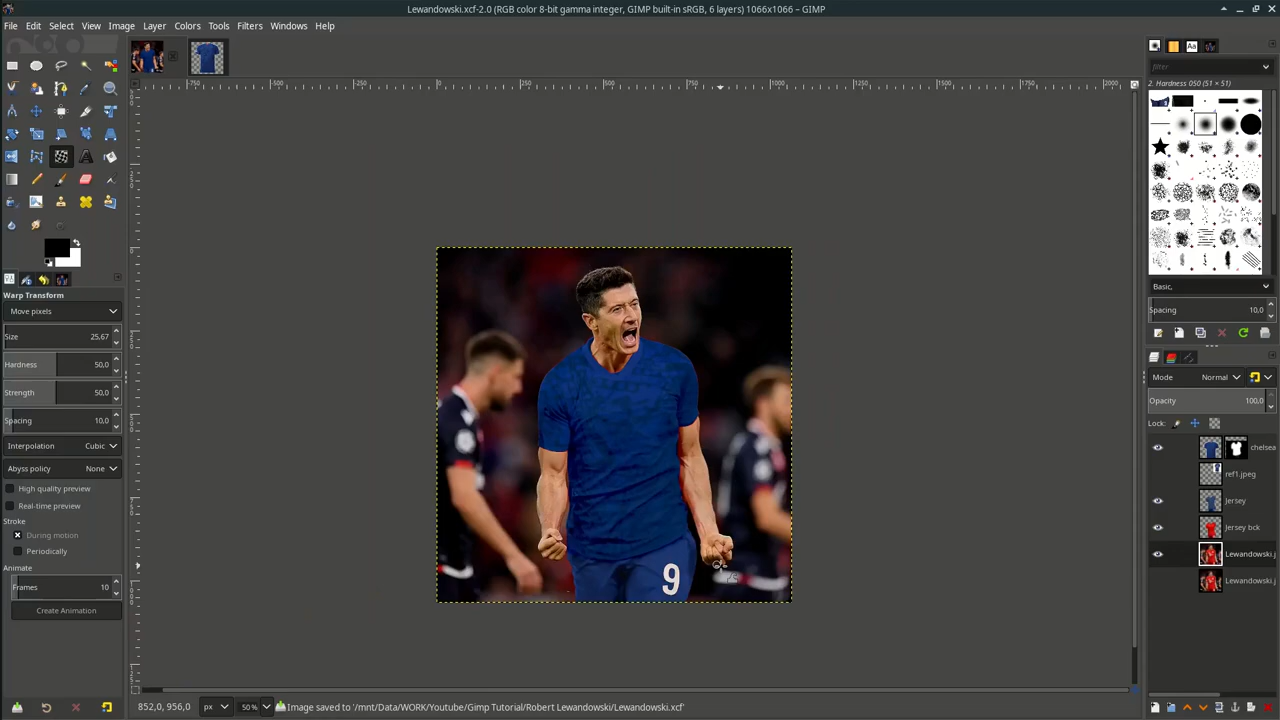 Lewandowski.xcf-2.0 (RGB color 8-bit gamma integer, GIMP built-in sRGB, 6 layers) 1066x1066 – GIMP
File Edit Select View Image Layer Colors Tools Filters Windows Help
filter
2. Hardness 050 (51 × 51)
Basic,
Spacing 10,0
Mode Normal
Opacity 100,0
Lock:
chelsea
ref1.jpeg
Jersey
Jersey bck
Lewandowski.j
Lewandowski.j
Warp Transform
Move pixels
Size 25,67
Hardness 50,0
Strength 50,0
Spacing 10,0
Interpolation Cubic
Abyss policy None
High quality preview
Real-time preview
Stroke
During motion
Periodically
Animate
Frames 10
Create Animation
9
852,0, 956,0 px 50% Image saved to '/mnt/Data/WORK/Youtube/Gimp Tutorial/Robert Lewandowski/Lewandowski.xcf'